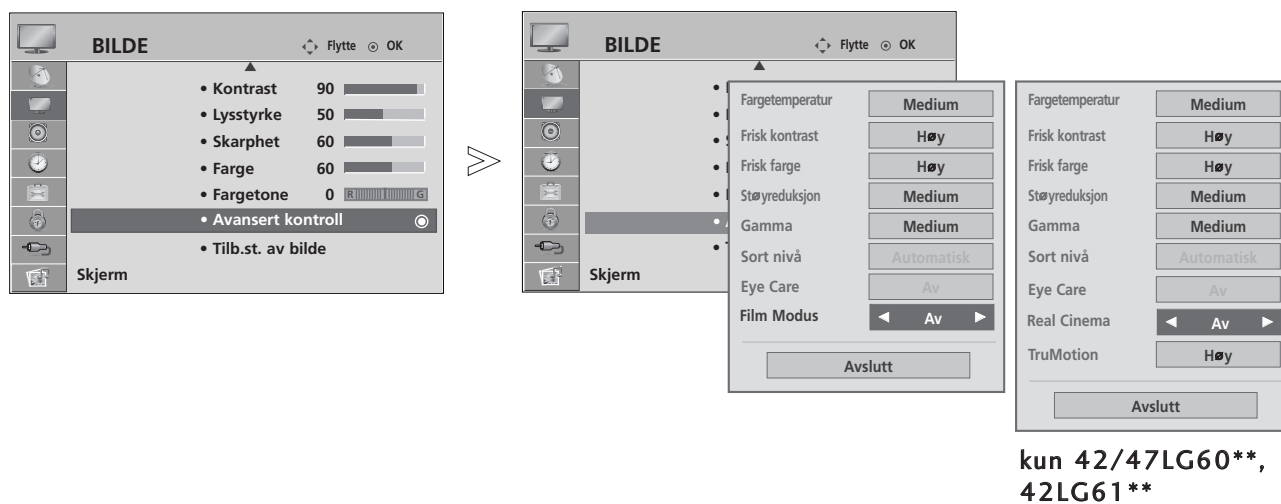 BILDE
Flytte OK
• Kontrast 90
• Lysstyrke 50
• Skarphet 60
• Farge 60
• Fargetone 0 R G
• Avansert kontroll
• Tilb.st. av bilde
Skjerm
BILDE
Flytte OK
Skjerm
Fargetemperatur Medium
Frisk kontrast Høy
Frisk farge Høy
Støyreduksjon Medium
Gamma Medium
Sort nivå Automatisk
Eye Care Av
Film Modus ◄ Av ►
Avslutt
Fargetemperatur Medium
Frisk kontrast Høy
Frisk farge Høy
Støyreduksjon Medium
Gamma Medium
Sort nivå Automatisk
Eye Care Av
Real Cinema ◄ Av ►
TruMotion Høy
Avslutt
kun 42/47LG60**,
42LG61**